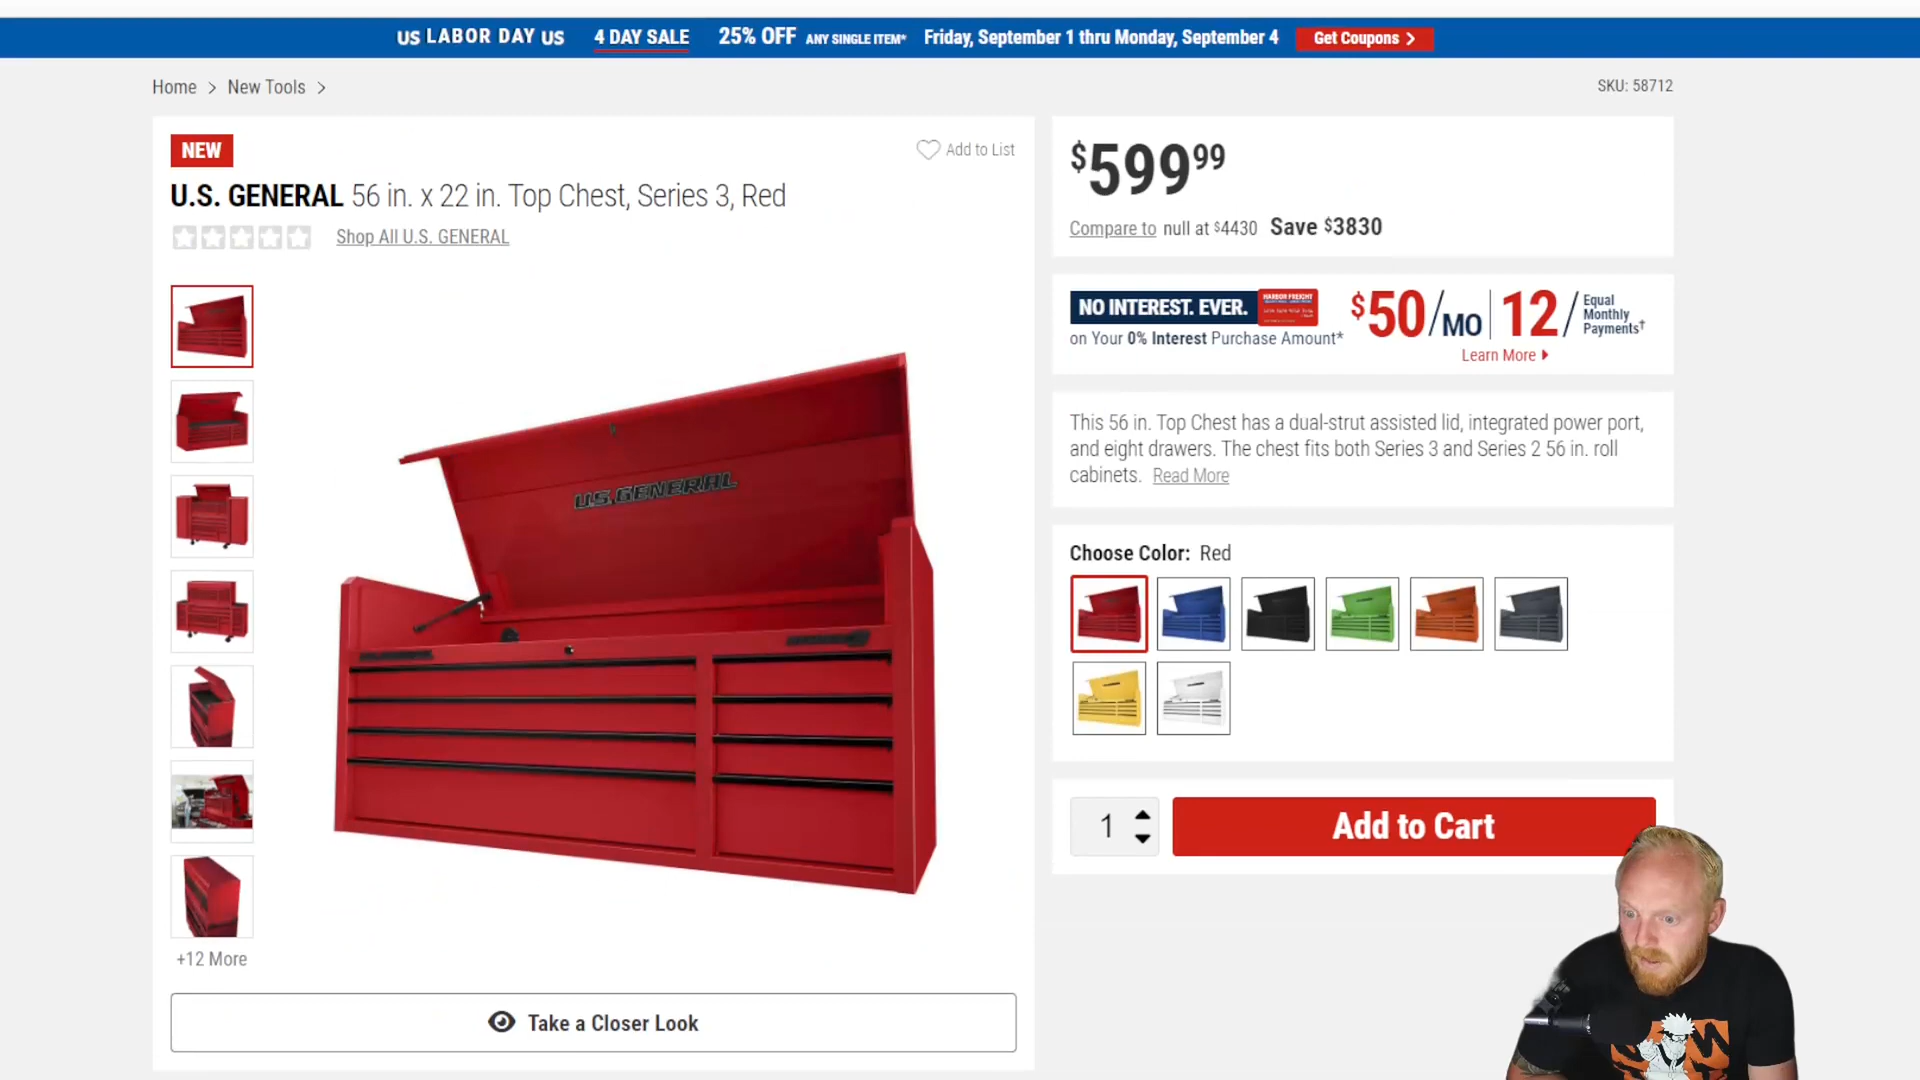 US LABOR DAY US 4 DAY SALE 25% OFF ANY SINGLE ITEM* Friday, September 1 thru Monday, September 4 Get Coupons
Home > New Tools >
SKU: 58712
NEW
Add to List
U.S. GENERAL 56 in. x 22 in. Top Chest, Series 3, Red
Shop All U.S. GENERAL
U.S. GENERAL
+12 More
Take a Closer Look
$599 99
Compare to null at $4430 Save $3830
NO INTEREST. EVER.
HARBOR FREIGHT
on Your 0% Interest Purchase Amount*
$50/MO 12/ Equal
Monthly
Payments†
Learn More
This 56 in. Top Chest has a dual-strut assisted lid, integrated power port,
and eight drawers. The chest fits both Series 3 and Series 2 56 in. roll
cabinets. Read More
Choose Color: Red
1
Add to Cart